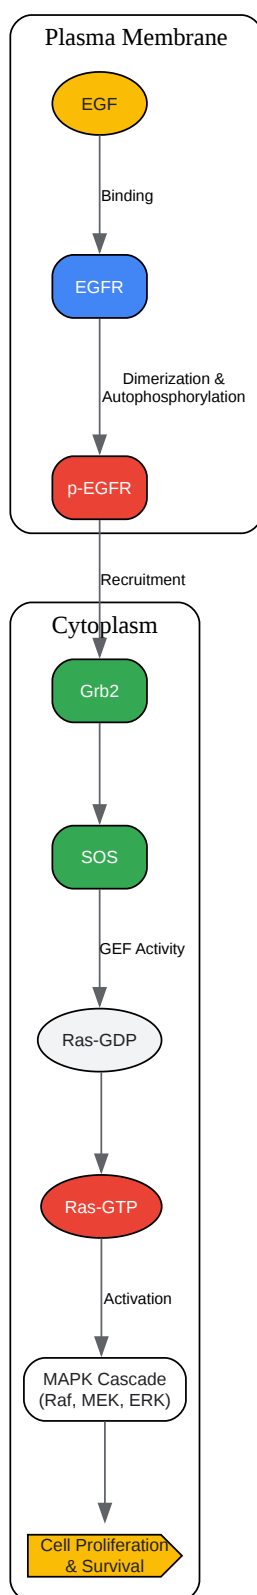 Plasma Membrane
EGF
Binding
EGFR
Dimerization &
Autophosphorylation
p-EGFR
Recruitment
Cytoplasm
Grb2
SOS
GEF Activity
Ras-GDP
Ras-GTP
Activation
MAPK Cascade
(Raf, MEK, ERK)
Cell Proliferation
& Survival